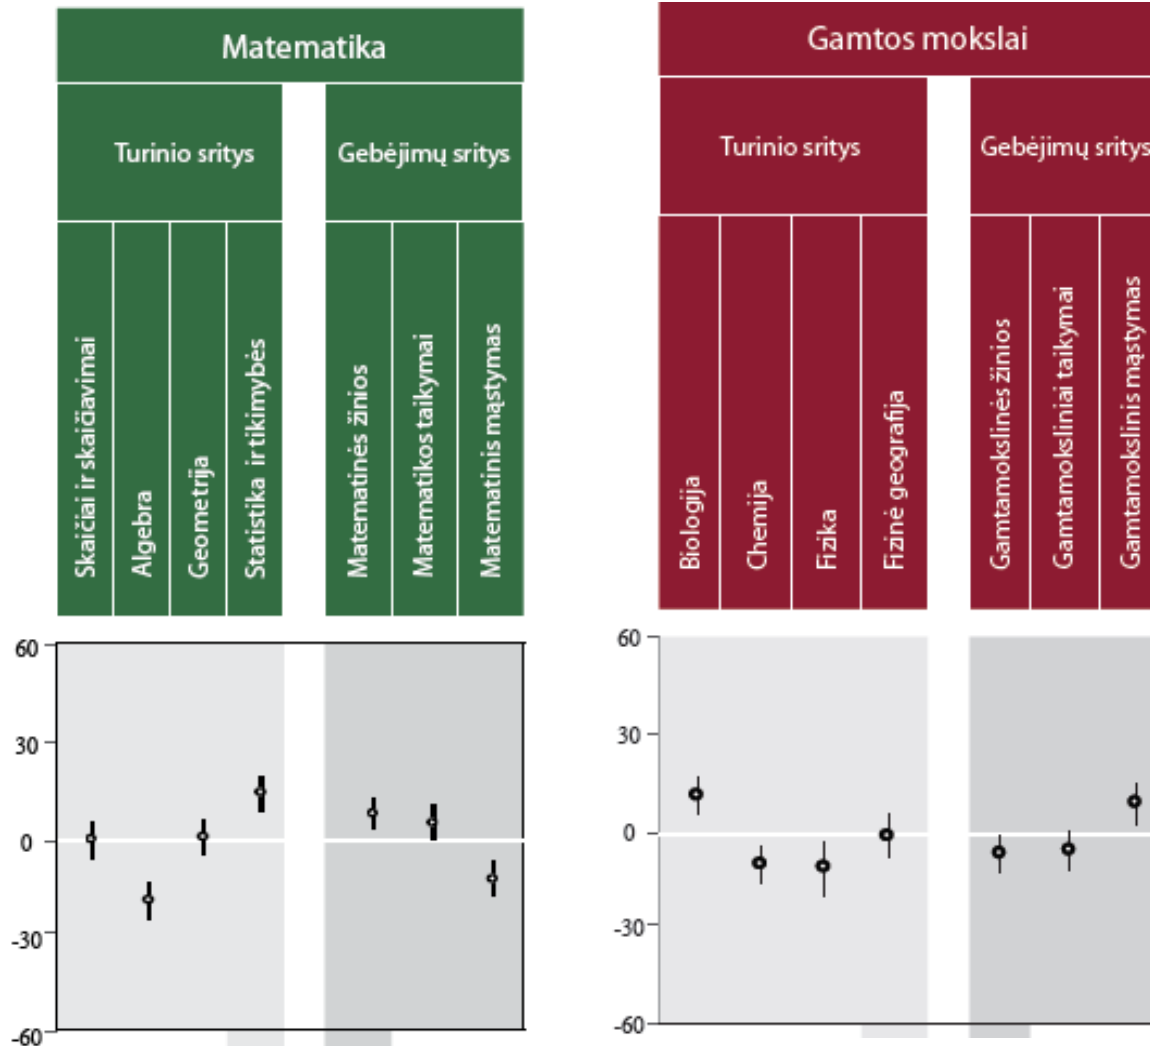 Matematika
Turinio sritys
Gebėjimų sritys
Skaičiai ir skaičiavimai
Algebra
Geometrija
Statistika ir tikimybės
Matematinės žinios
Matematikos taikymai
Matematinis mąstymas
60
30
0
-30
-60
Gamtos mokslai
Turinio sritys
Gebėjimų sritys
Biologija
Chemija
Fizika
Fizinė geografija
Gamtamokslinės žinios
Gamtamoksliniai taikymai
Gamtamokslinis mąstymas
60
30
0
-30
-60